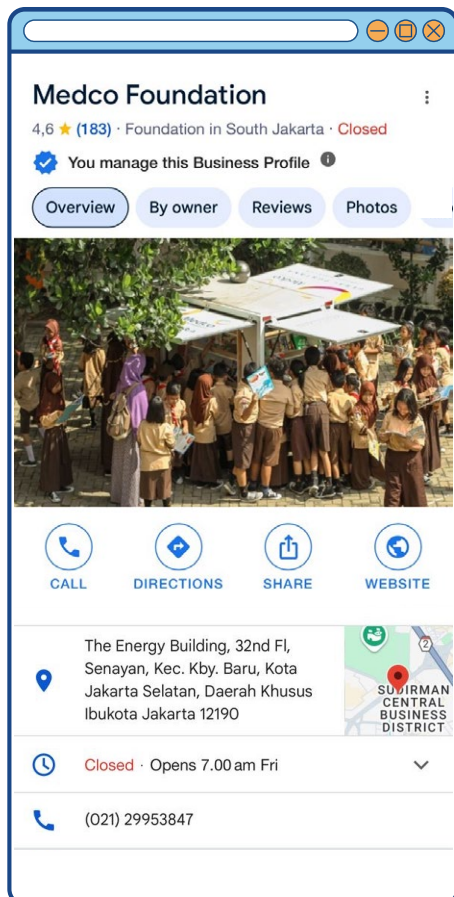 Medco Foundation
4,6 (183) · Foundation in South Jakarta · Closed
You manage this Business Profile
Overview By owner Reviews Photos
CALL DIRECTIONS SHARE WEBSITE
The Energy Building, 32nd Fl,
Senayan, Kec. Kby. Baru, Kota
Jakarta Selatan, Daerah Khusus
Ibukota Jakarta 12190
2
SUDIRMAN
CENTRAL
BUSINESS
DISTRICT
Closed · Opens 7.00 am Fri
(021) 29953847